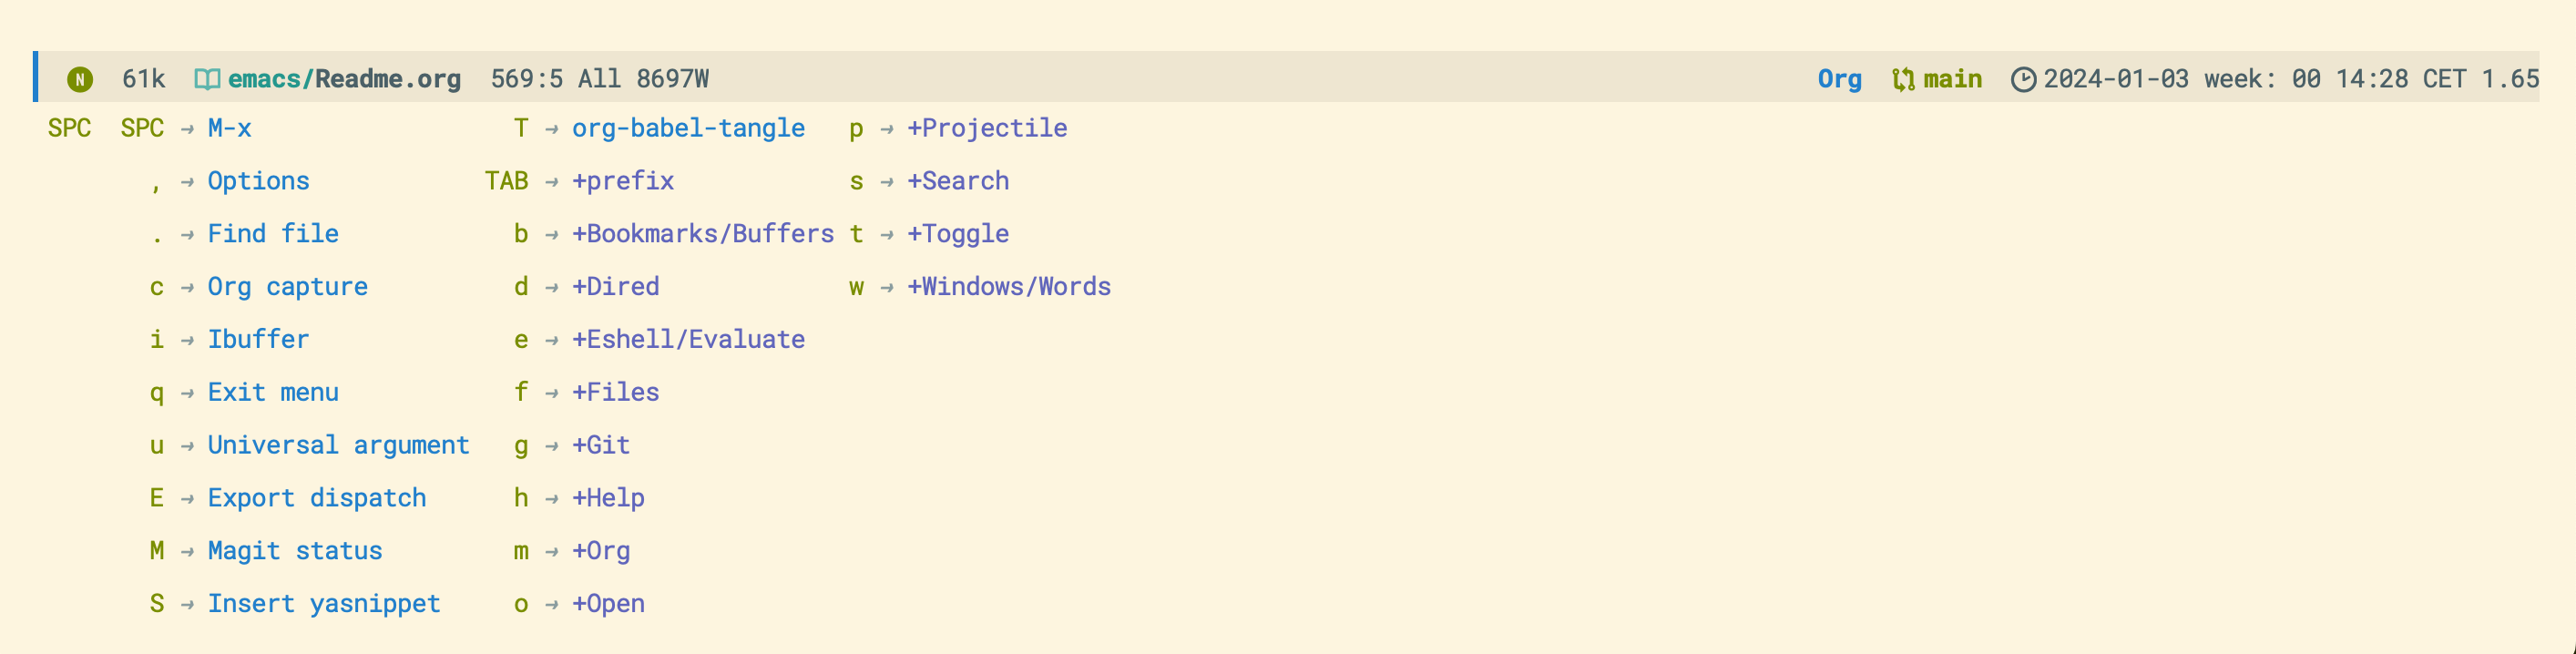 N 61k emacs/Readme.org 569:5 All 8697W Org main 2024-01-03 week: 00 14:28 CET 1.65
SPC SPC → M-x T → org-babel-tangle p → +Projectile
, → Options TAB → +prefix s → +Search
. → Find file b → +Bookmarks/Buffers t → +Toggle
c → Org capture d → +Dired w → +Windows/Words
i → Ibuffer e → +Eshell/Evaluate
q → Exit menu f → +Files
u → Universal argument g → +Git
E → Export dispatch h → +Help
M → Magit status m → +Org
S → Insert yasnippet o → +Open